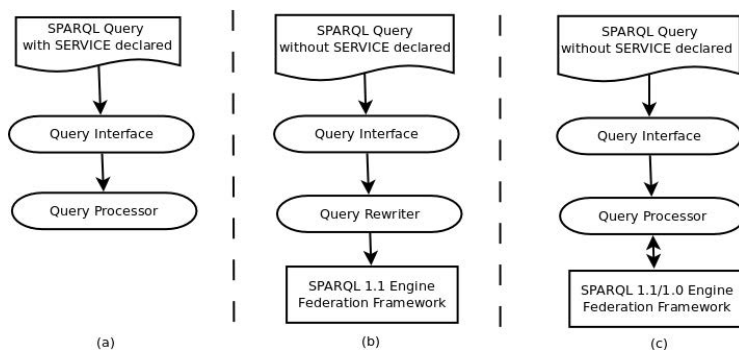 SPARQL Query
with SERVICE declared
Query Interface
Query Processor
(a)
SPARQL Query
without SERVICE declared
Query Interface
Query Rewriter
SPARQL 1.1 Engine
Federation Framework
(b)
SPARQL Query
without SERVICE declared
Query Interface
Query Processor
SPARQL 1.1/1.0 Engine
Federation Framework
(c)